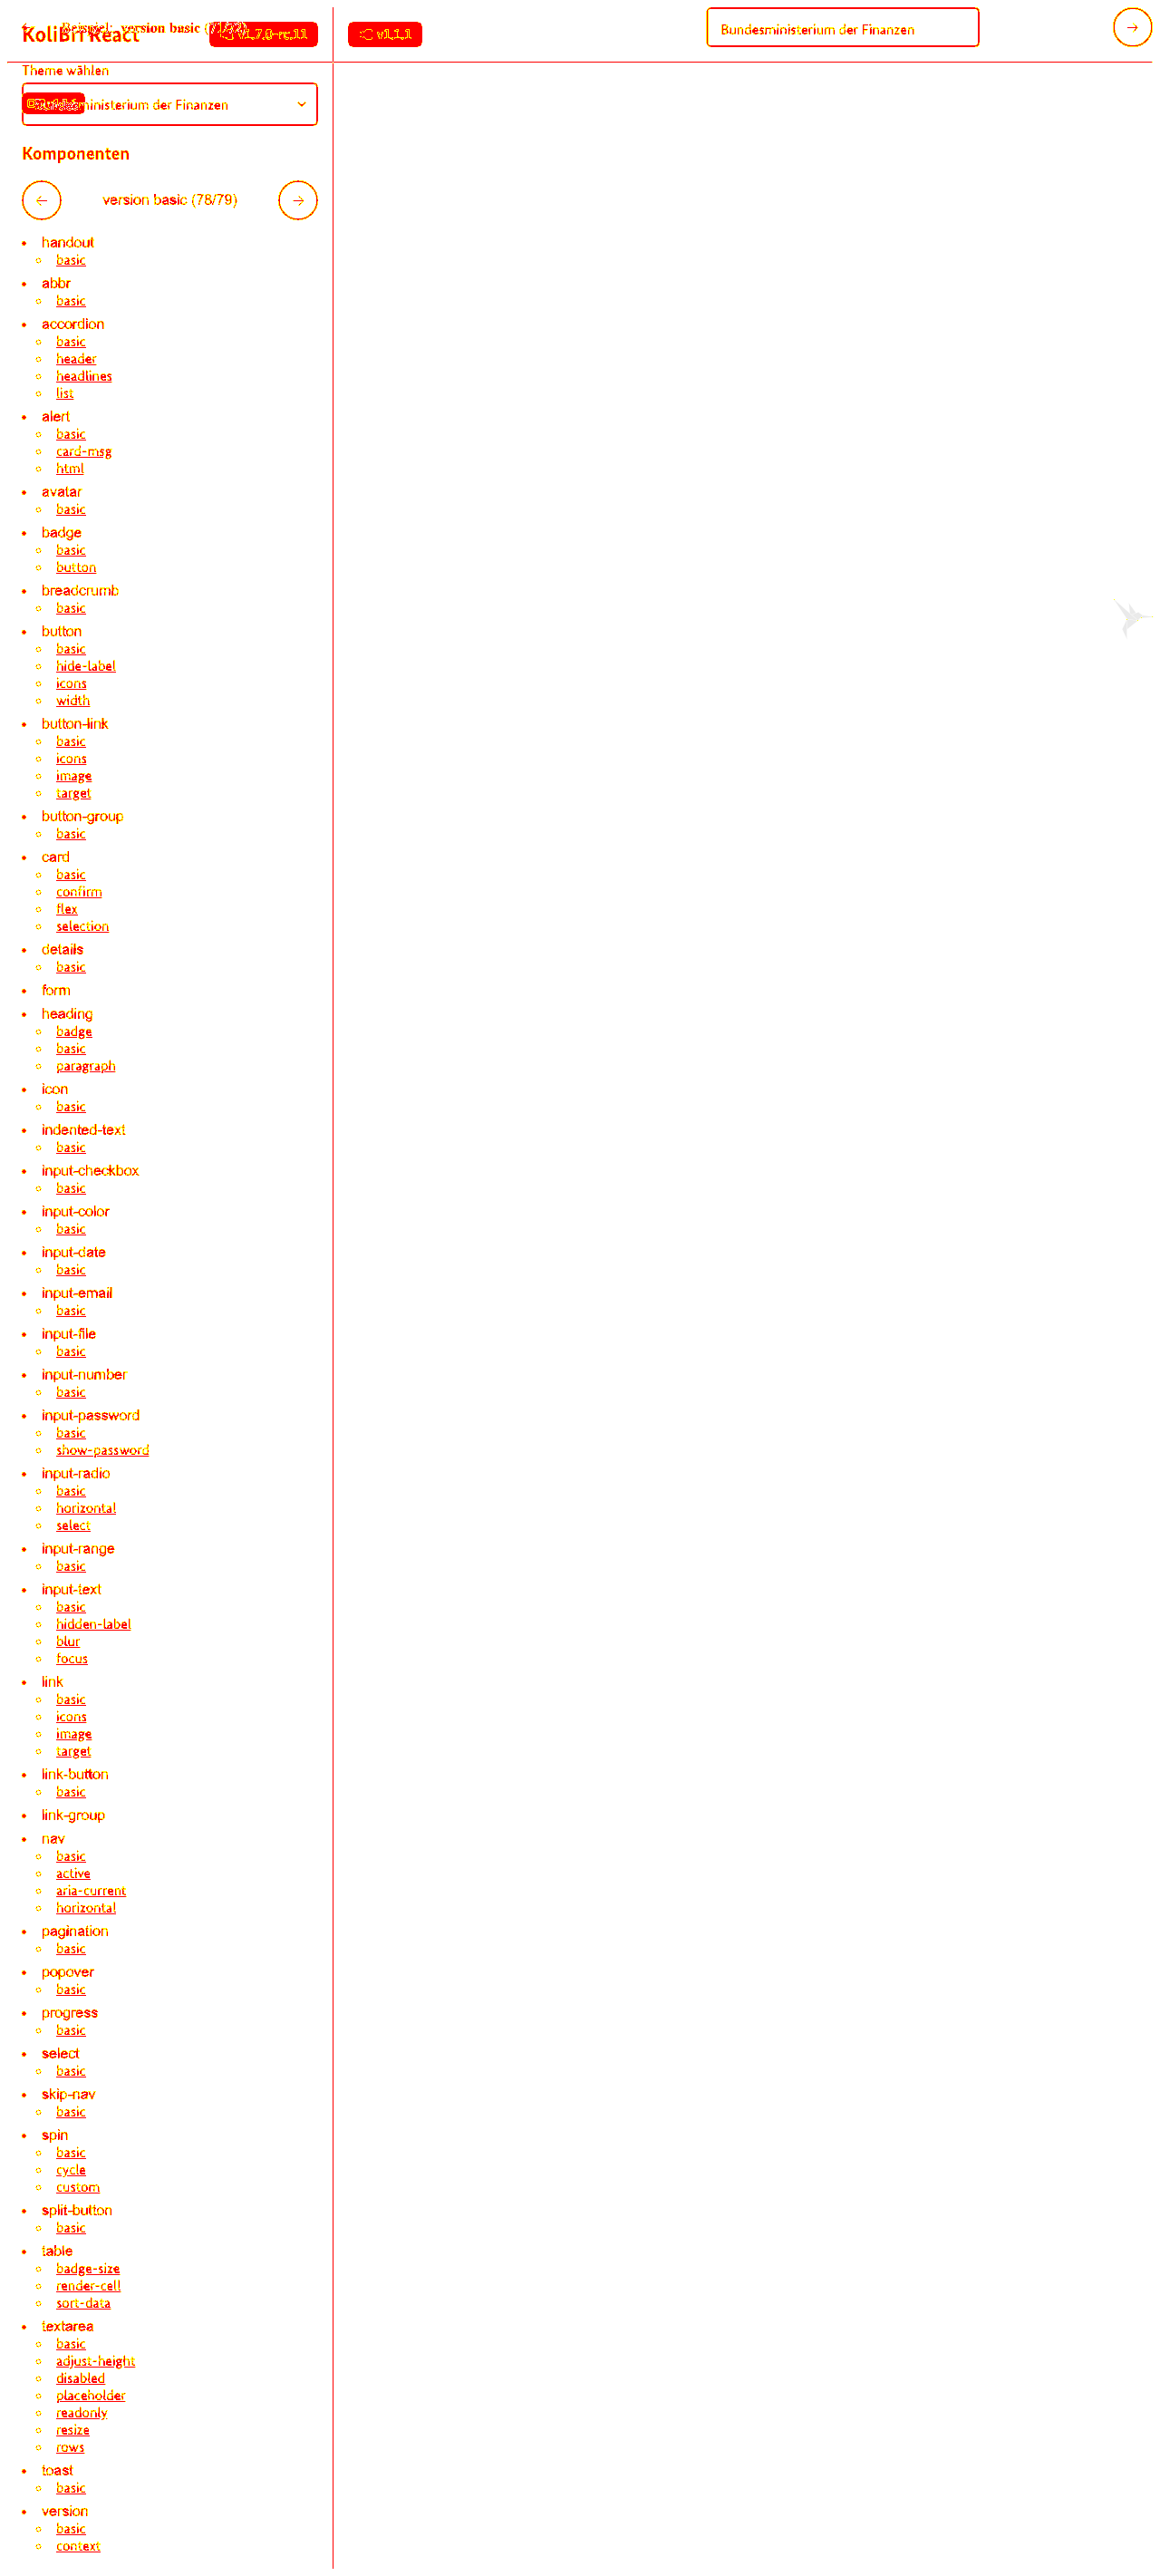 KoliBri React
Beispiel: version basic
v1.7.0-rc.11
v1.1.1
Bundesministerium der Finanzen
Theme wählen
Bundesministerium der Finanzen
Komponenten
version basic (78/79)
handout
basic
abbr
basic
accordion
basic
header
headlines
list
alert
basic
card-msg
html
avatar
basic
badge
basic
button
breadcrumb
basic
button
basic
hide-label
icons
width
button-link
basic
icons
image
target
button-group
basic
card
basic
confirm
flex
selection
details
basic
form
heading
badge
basic
paragraph
icon
basic
indented-text
basic
input-checkbox
basic
input-color
basic
input-date
basic
input-email
basic
input-file
basic
input-number
basic
input-password
basic
show-password
input-radio
basic
horizontal
select
input-range
basic
input-text
basic
hidden-label
blur
focus
link
basic
icons
image
target
link-button
basic
link-group
nav
basic
active
aria-current
horizontal
pagination
basic
popover
basic
progress
basic
select
basic
skip-nav
basic
spin
basic
cycle
custom
split-button
basic
table
badge-size
render-cell
sort-data
textarea
basic
adjust-height
disabled
placeholder
readonly
resize
rows
toast
basic
version
basic
context